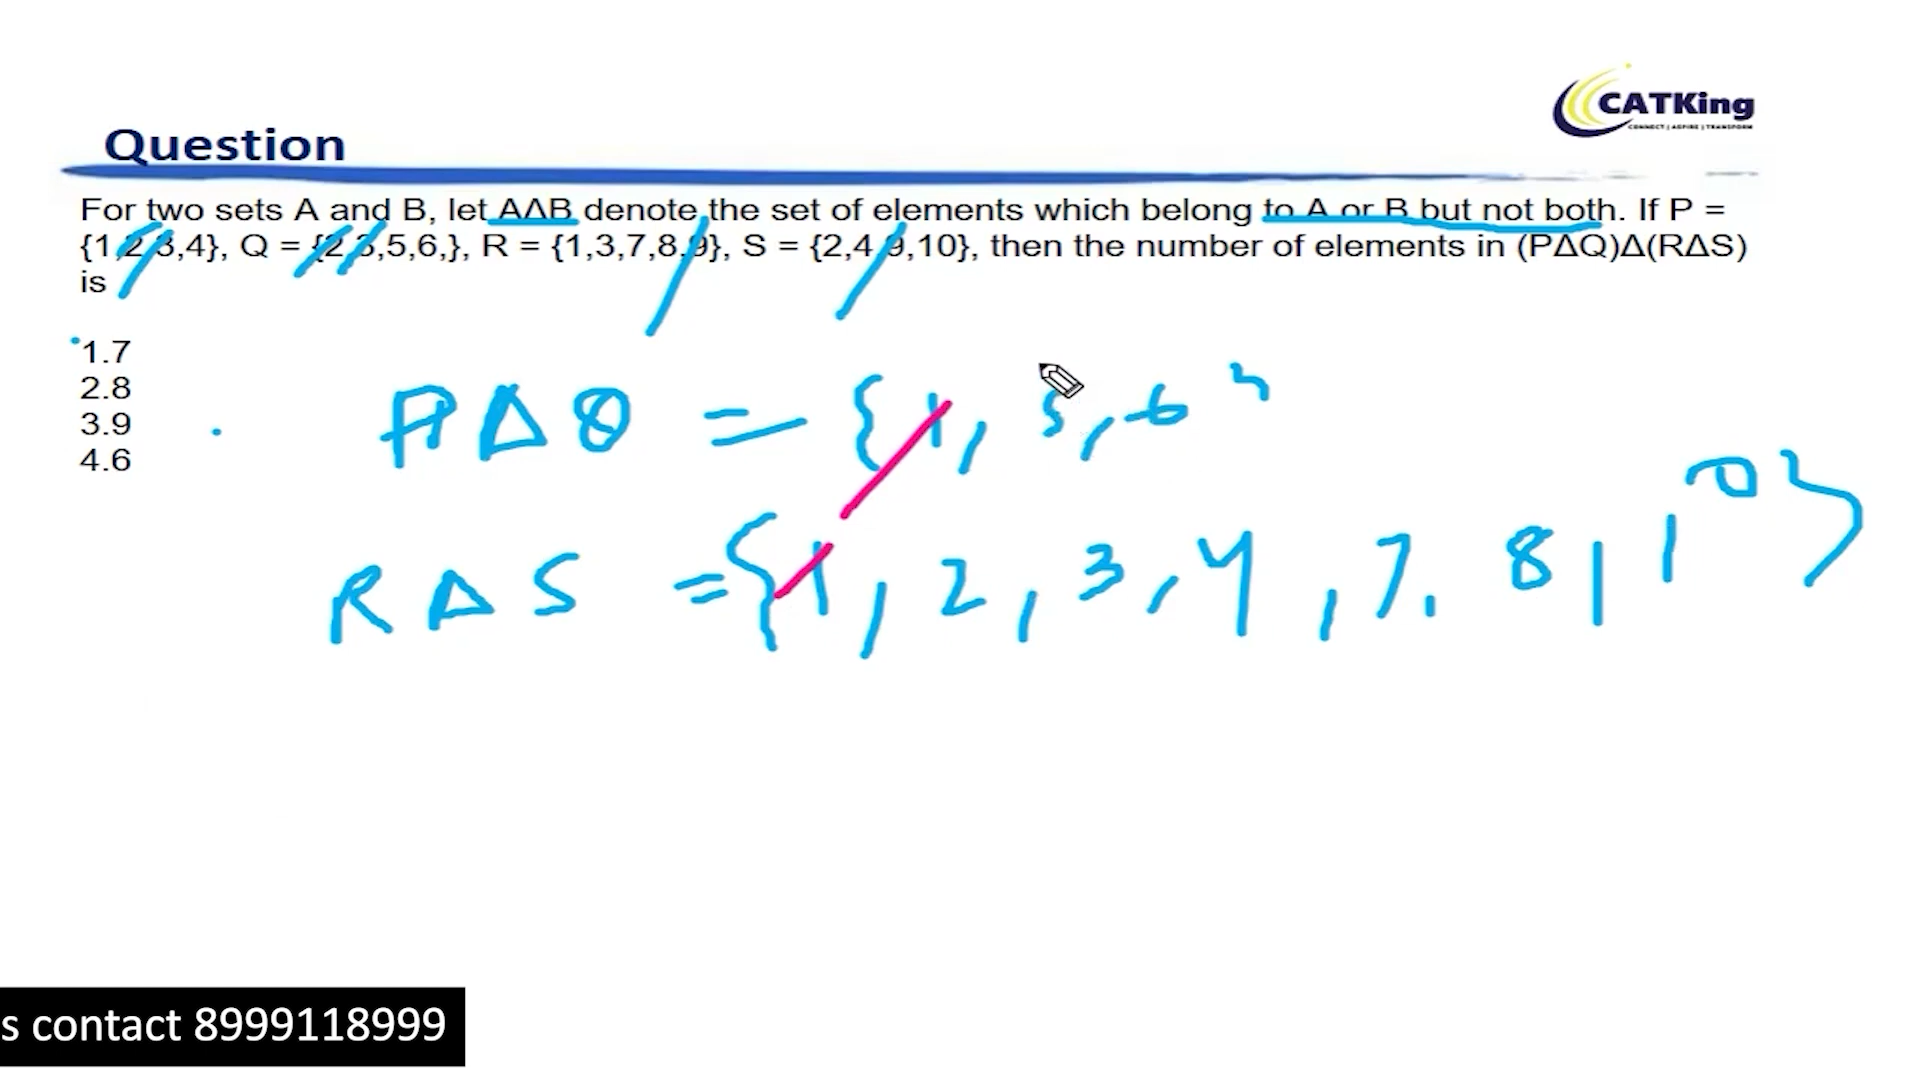 CATKing
CONNECT | ASPIRE | TRANSFORM
Question
For two sets A and B, let AΔB denote the set of elements which belong to A or B but not both. If P =
{1,2,3,4}, Q = {2,3,5,6,}, R = {1,3,7,8,9}, S = {2,4,9,10}, then the number of elements in (PΔQ)Δ(RΔS)
is
1.7
2.8
3.9
4.6
PΔQ = {1, 5, 6
RΔS = {1, 2, 3, 4, 7, 8, 10}
s contact 8999118999